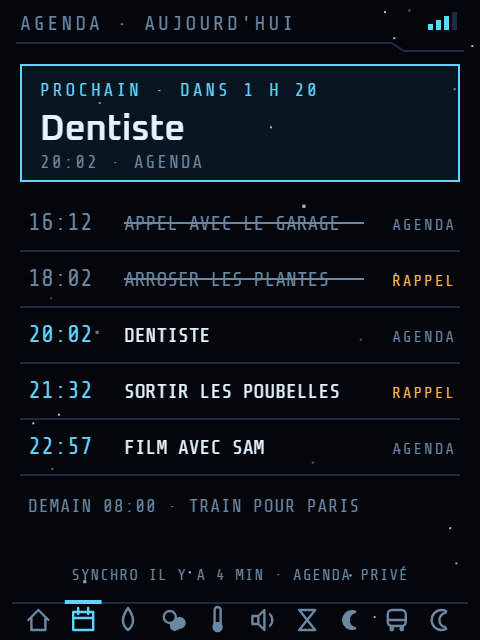 AGENDA · AUJOURD'HUI
PROCHAIN · DANS 1 H 20
Dentiste
20:02 · AGENDA
16:12 APPEL AVEC LE GARAGE AGENDA
18:02 ARROSER LES PLANTES RAPPEL
20:02 DENTISTE AGENDA
21:32 SORTIR LES POUBELLES RAPPEL
22:57 FILM AVEC SAM AGENDA
DEMAIN 08:00 · TRAIN POUR PARIS
SYNCHRO IL Y A 4 MIN · AGENDA PRIVÉ